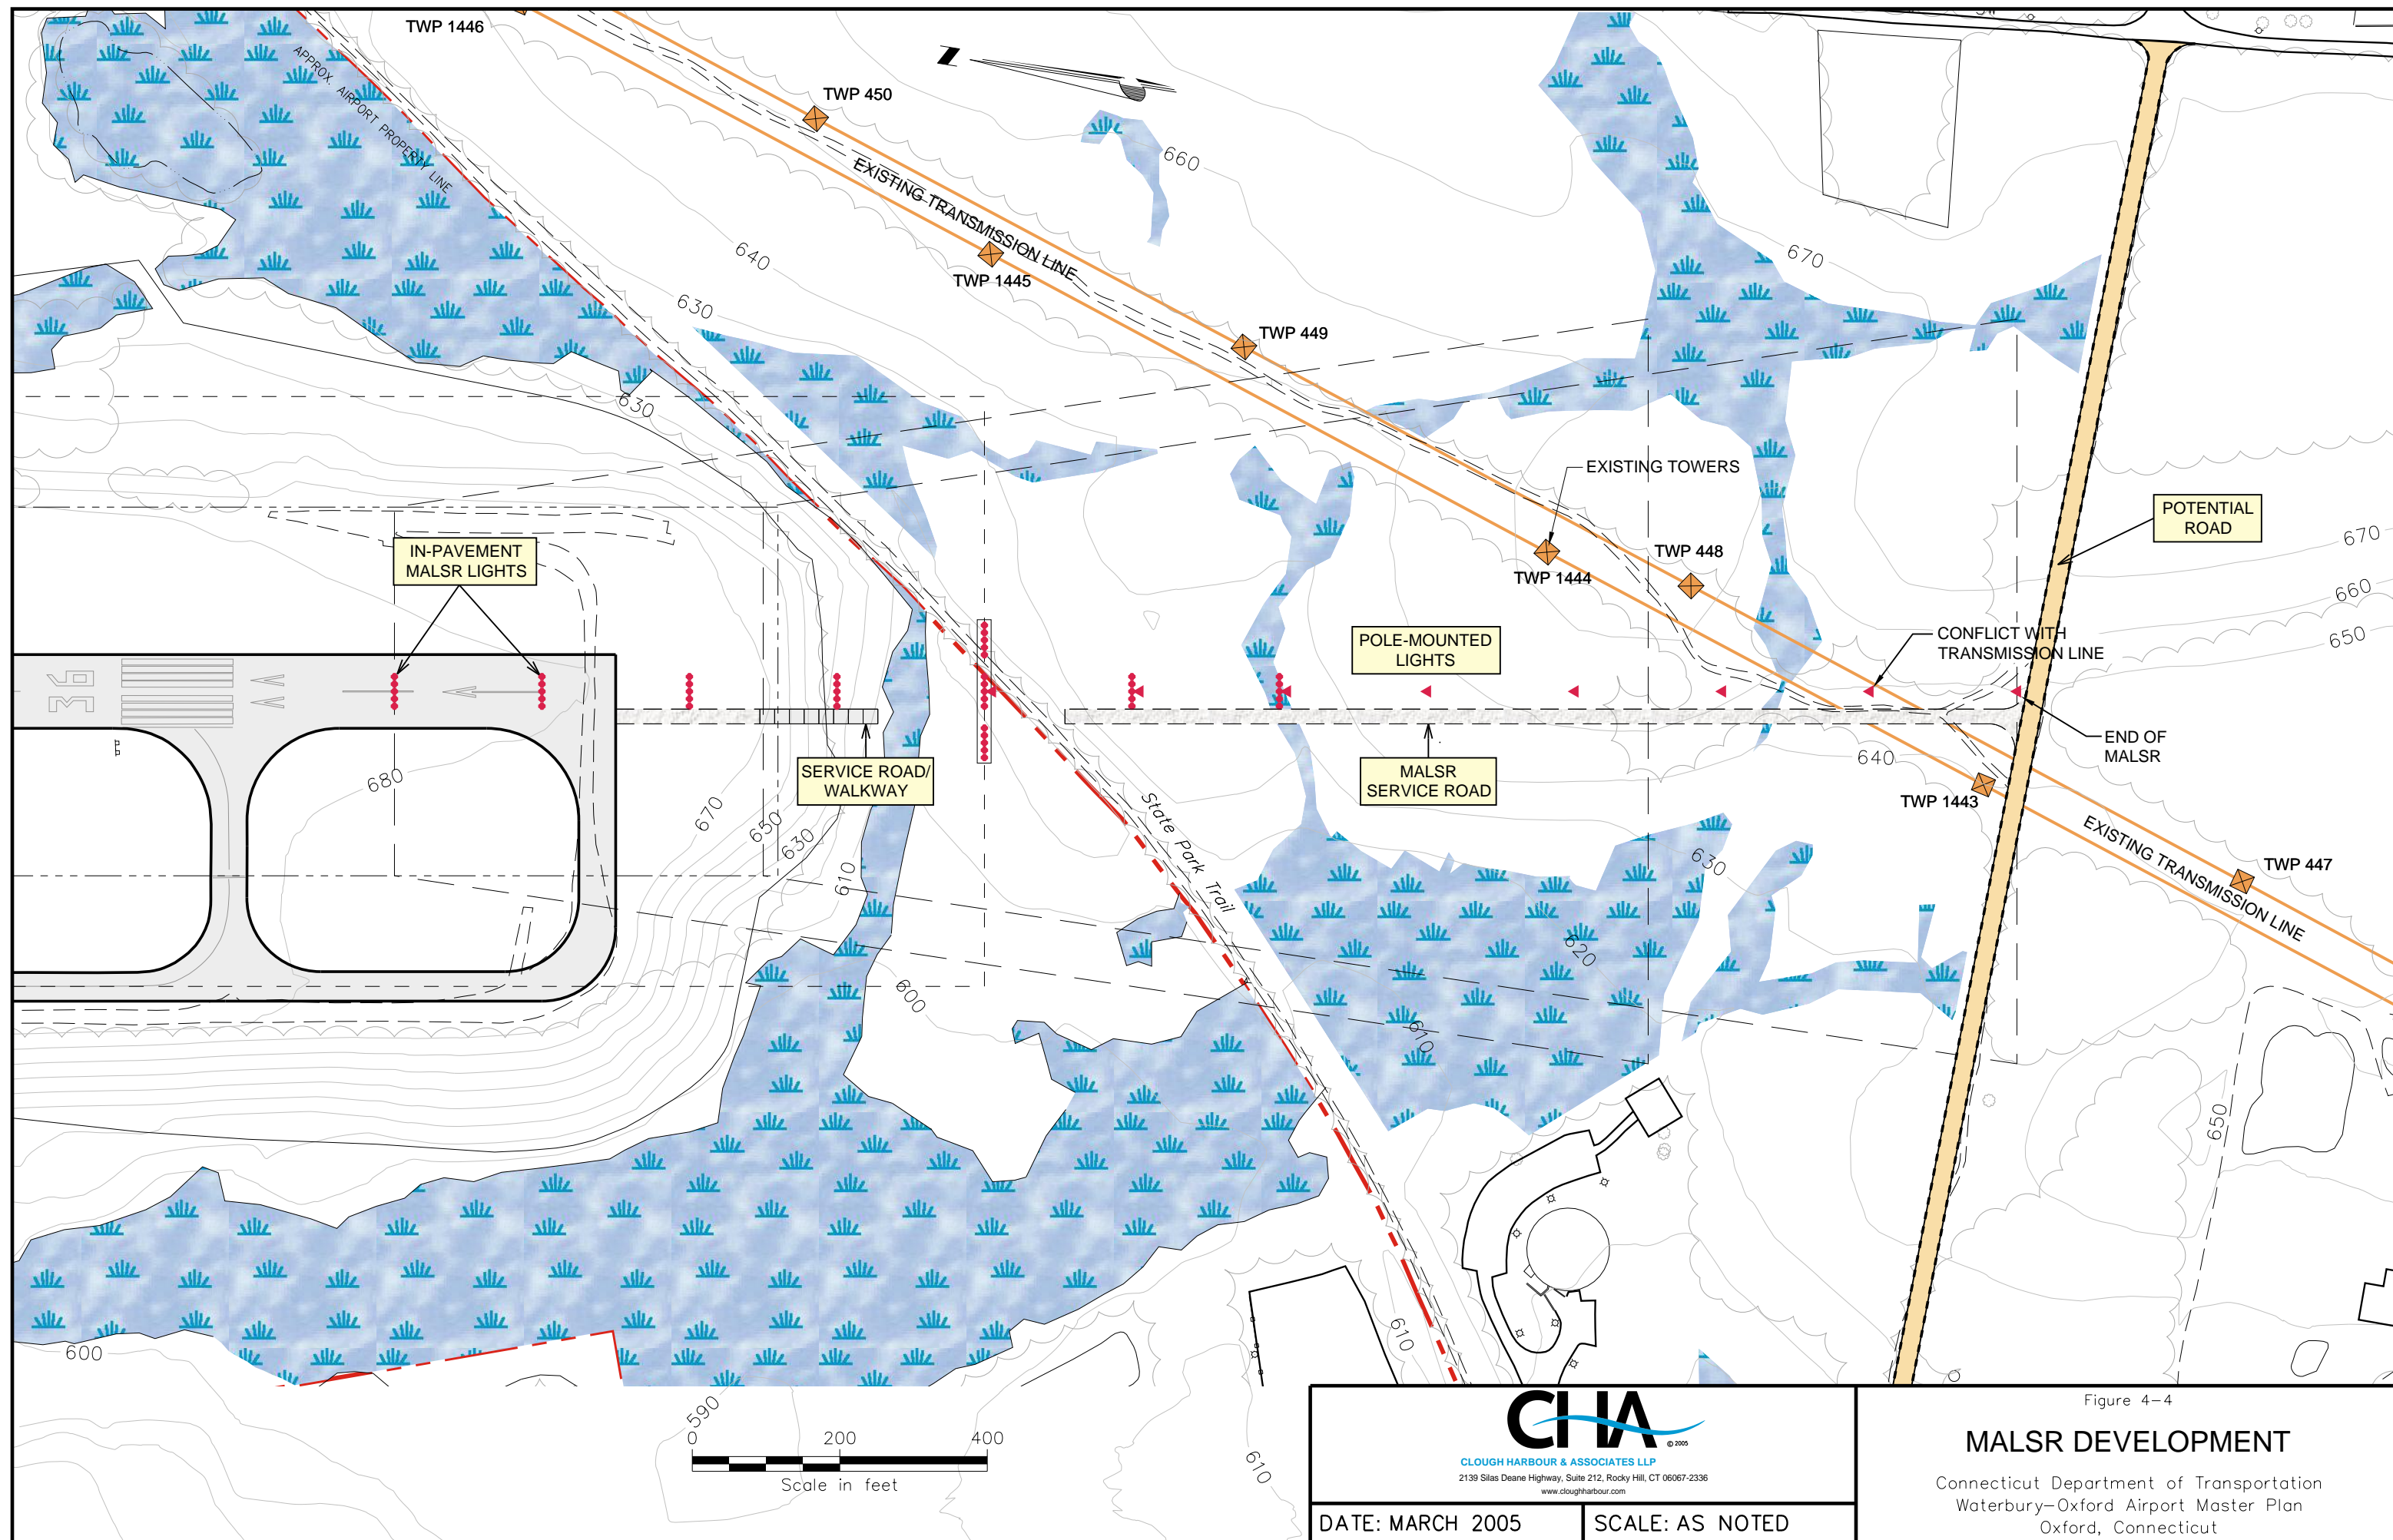 TWP 1446
APPROX. AIRPORT PROPERTY LINE
TWP 450
EXISTING TRANSMISSION LINE
TWP 1445
660
640
630
630
TWP 449
670
EXISTING TOWERS
TWP 1444
TWP 448
POTENTIAL
ROAD
670
660
650
IN-PAVEMENT
MALSR LIGHTS
POLE-MOUNTED
LIGHTS
CONFLICT WITH
TRANSMISSION LINE
END OF
MALSR
640
SERVICE ROAD/
WALKWAY
MALSR
SERVICE ROAD
TWP 1443
680
670
650
630
610
State Park Trail
EXISTING TRANSMISSION LINE
TWP 447
630
620
610
600
650
600
610
590
610
0 200 400
Scale in feet
CHA
© 2005
CLOUGH HARBOUR & ASSOCIATES LLP
2139 Silas Deane Highway, Suite 212, Rocky Hill, CT 06067-2336
www.cloughharbour.com
DATE: MARCH 2005
SCALE: AS NOTED
Figure 4-4
MALSR DEVELOPMENT
Connecticut Department of Transportation
Waterbury-Oxford Airport Master Plan
Oxford, Connecticut